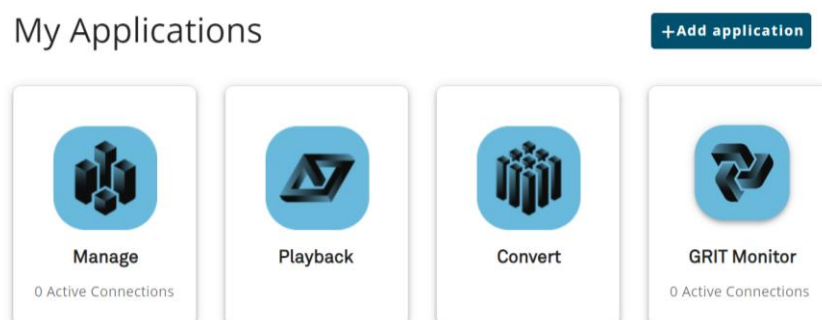 My Applications
+Add application
Manage
0 Active Connections
Playback
Convert
GRIT Monitor
0 Active Connections